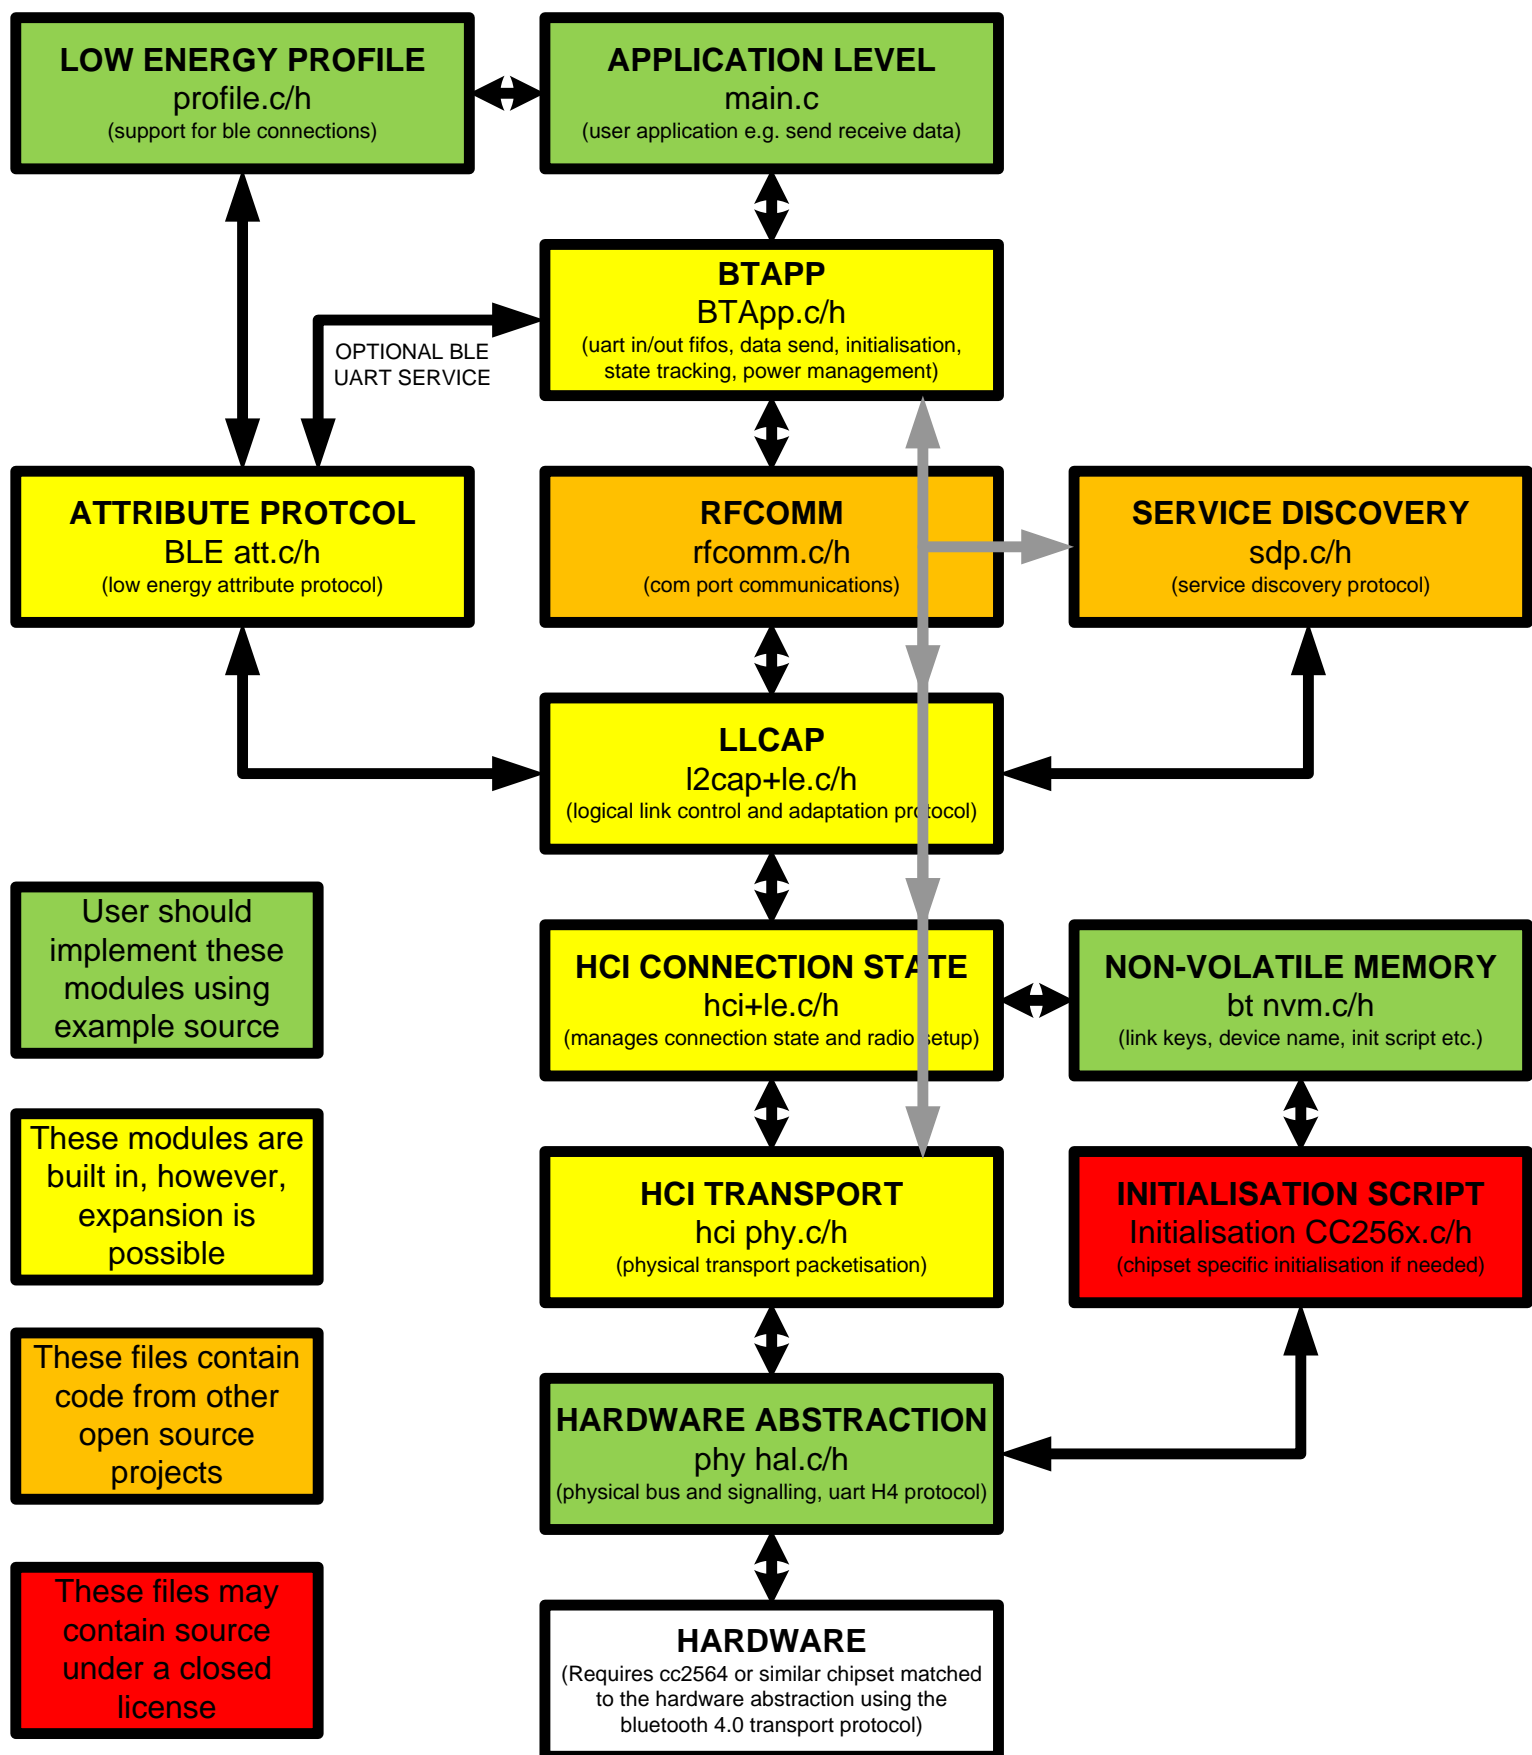 LOW ENERGY PROFILE
profile.c/h
(support for ble connections)
APPLICATION LEVEL
main.c
(user application e.g. send receive data)
BTAPP
BTApp.c/h
(uart in/out fifos, data send, initialisation,
state tracking, power management)
OPTIONAL BLE
UART SERVICE
ATTRIBUTE PROTCOL
BLE att.c/h
(low energy attribute protocol)
RFCOMM
rfcomm.c/h
(com port communications)
SERVICE DISCOVERY
sdp.c/h
(service discovery protocol)
LLCAP
l2cap+le.c/h
(logical link control and adaptation protocol)
User should
implement these
modules using
example source
HCI CONNECTION STATE
hci+le.c/h
(manages connection state and radio setup)
NON-VOLATILE MEMORY
bt nvm.c/h
(link keys, device name, init script etc.)
These modules are
built in, however,
expansion is
possible
HCI TRANSPORT
hci phy.c/h
(physical transport packetisation)
INITIALISATION SCRIPT
Initialisation CC256x.c/h
(chipset specific initialisation if needed)
These files contain
code from other
open source
projects
HARDWARE ABSTRACTION
phy hal.c/h
(physical bus and signalling, uart H4 protocol)
These files may
contain source
under a closed
license
HARDWARE
(Requires cc2564 or similar chipset matched
to the hardware abstraction using the
bluetooth 4.0 transport protocol)